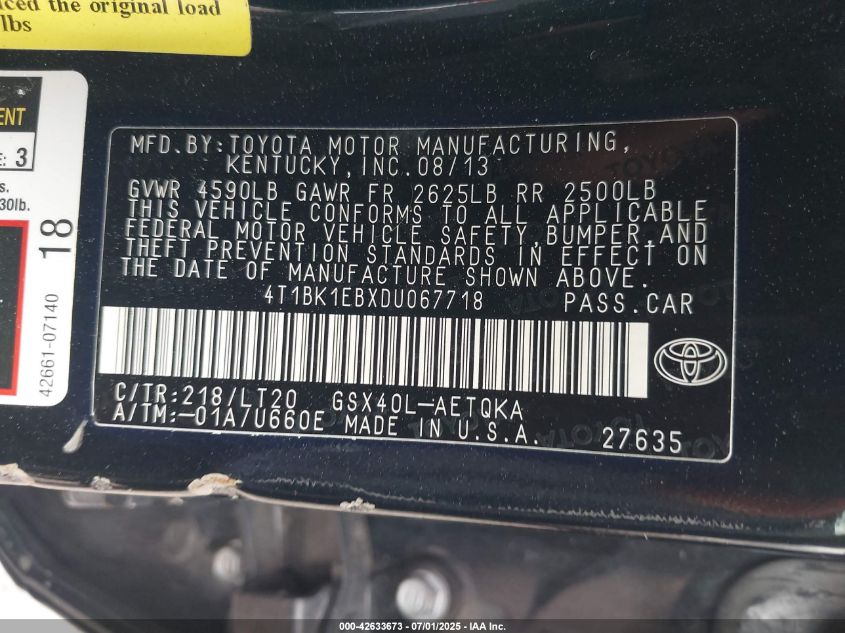 ced the original load
lbs
ENT
E: 3
s.
30lb.
18
42661-07140
MFD.BY:TOYOTA MOTOR MANUFACTURING,
KENTUCKY,INC.08/13
GVWR 4590LB GAWR FR 2625LB RR 2500LB
THIS VEHICLE CONFORMS TO ALL APPLICABLE
FEDERAL MOTOR VEHICLE SAFETY,BUMPER,AND
THEFT PREVENTION STANDARDS IN EFFECT ON
THE DATE OF MANUFACTURE SHOWN ABOVE.
4T1BK1EBXDU067718 PASS.CAR
C/TR:218/LT20 GSX40L-AETQKA
A/TM:-01A/U660E MADE IN U.S.A. 27635
000-42633673 - 07/01/2025 - IAA Inc.